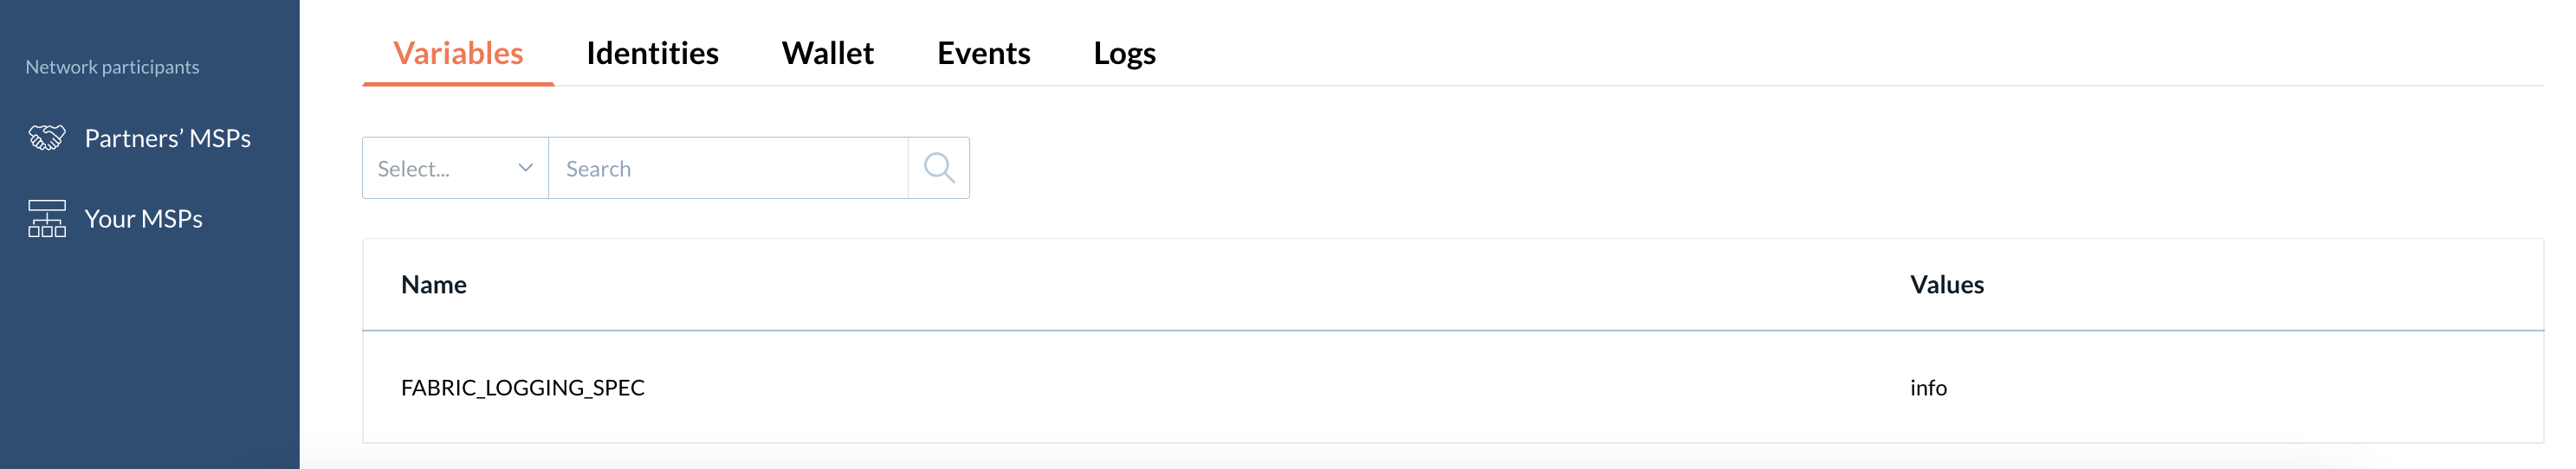 Network participants
Partners’ MSPs
Your MSPs
Variables Identities Wallet Events Logs
Select... Search
Name Values
FABRIC_LOGGING_SPEC info